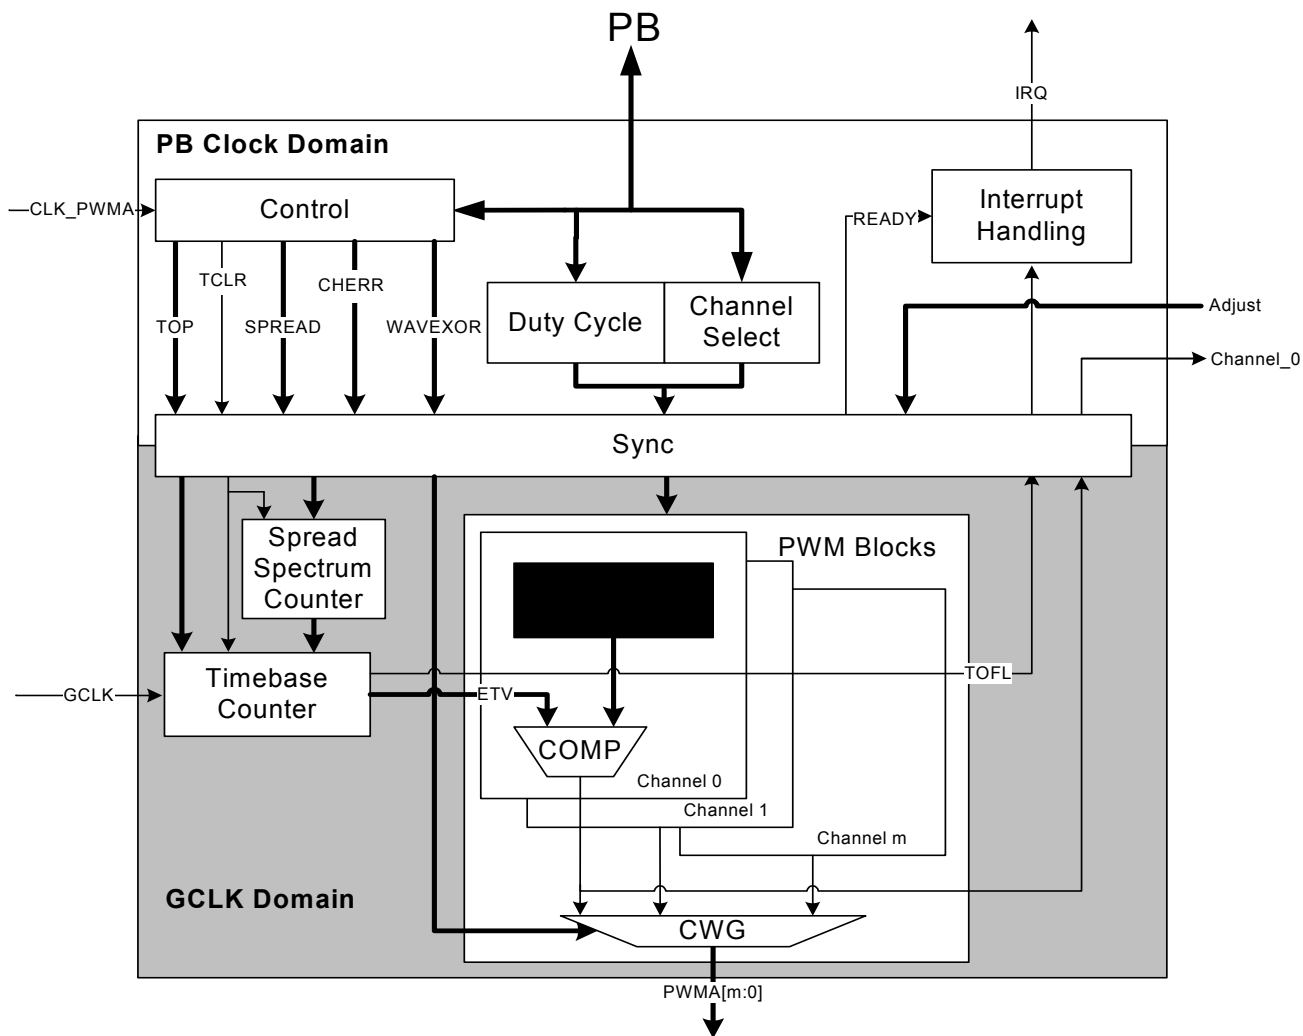 PB
IRQ
PB Clock Domain
CLK_PWMA
Control
Interrupt
Handling
READY
TCLR
CHERR
TOP
SPREAD
WAVEXOR
Duty Cycle
Channel
Select
Adjust
Channel_0
Sync
Spread
Spectrum
Counter
PWM Blocks
Timebase
Counter
GCLK
ETV
TOFL
COMP
Channel 0
Channel 1
Channel m
GCLK Domain
CWG
PWMA[m:0]